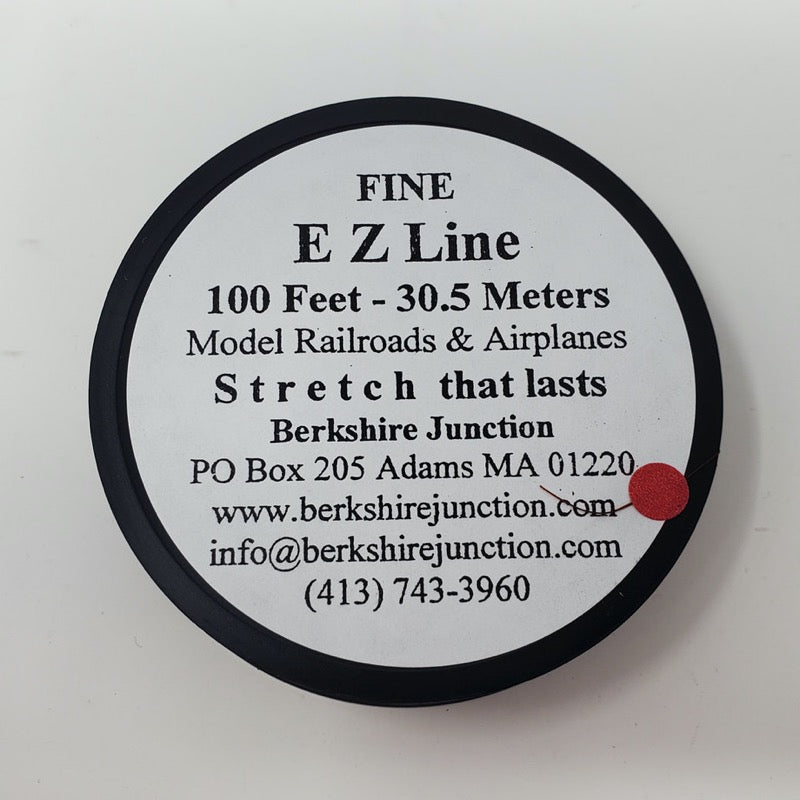 FINE
E Z Line
100 Feet - 30.5 Meters
Model Railroads & Airplanes
Stretch that lasts
Berkshire Junction
PO Box 205 Adams MA 01220
www.berkshirejunction.com
info@berkshirejunction.com
(413) 743-3960